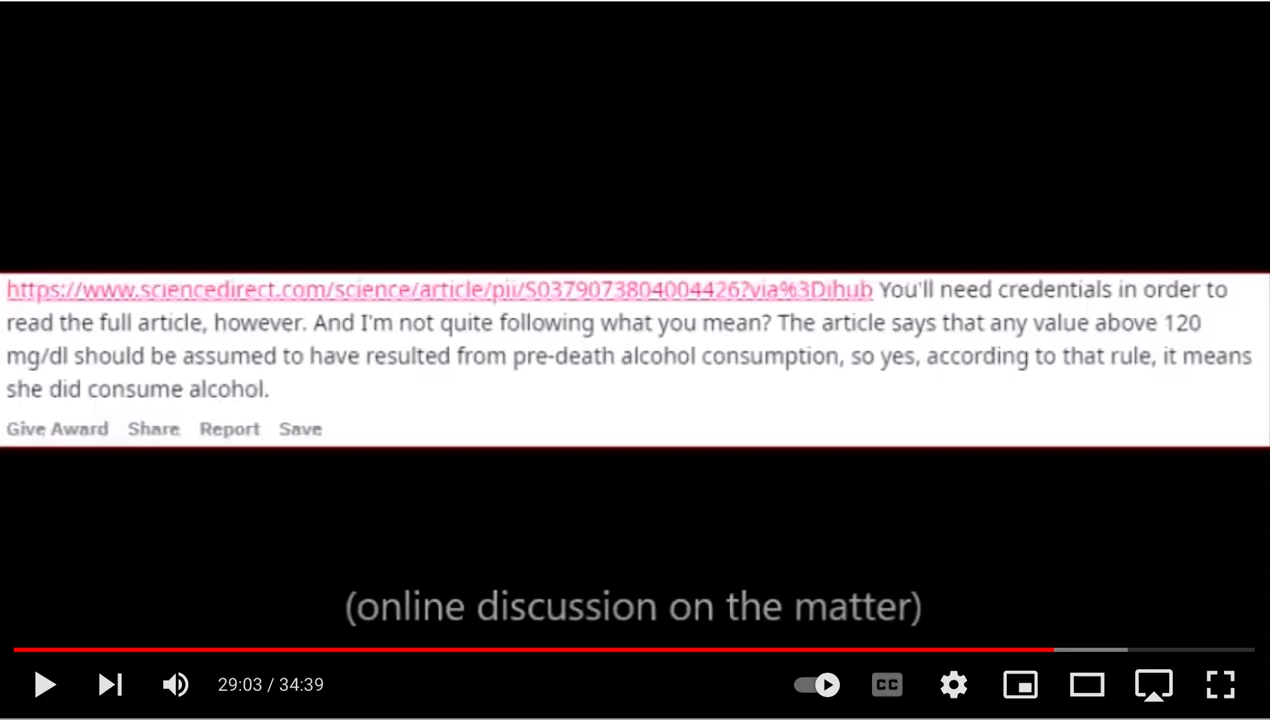 https://www.sciencedirect.com/science/article/pii/S0379073804004426?via%3Dihub You'll need credentials in order to
read the full article, however. And I'm not quite following what you mean? The article says that any value above 120
mg/dl should be assumed to have resulted from pre-death alcohol consumption, so yes, according to that rule, it means
she did consume alcohol.
Give Award Share Report Save
(online discussion on the matter)
29:03 / 34:39 CC